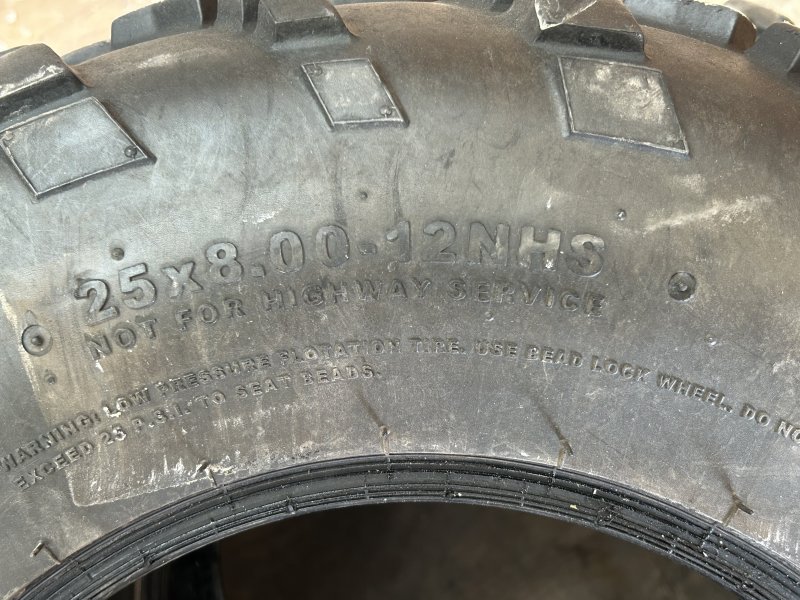 25x8.00-12NHS
NOT FOR HIGHWAY SERVICE
WARNING: LOW PRESSURE FLOTATION TIRE. USE BEAD LOCK WHEEL. DO NO
EXCEED 25 P.S.I. TO SEAT BEADS.